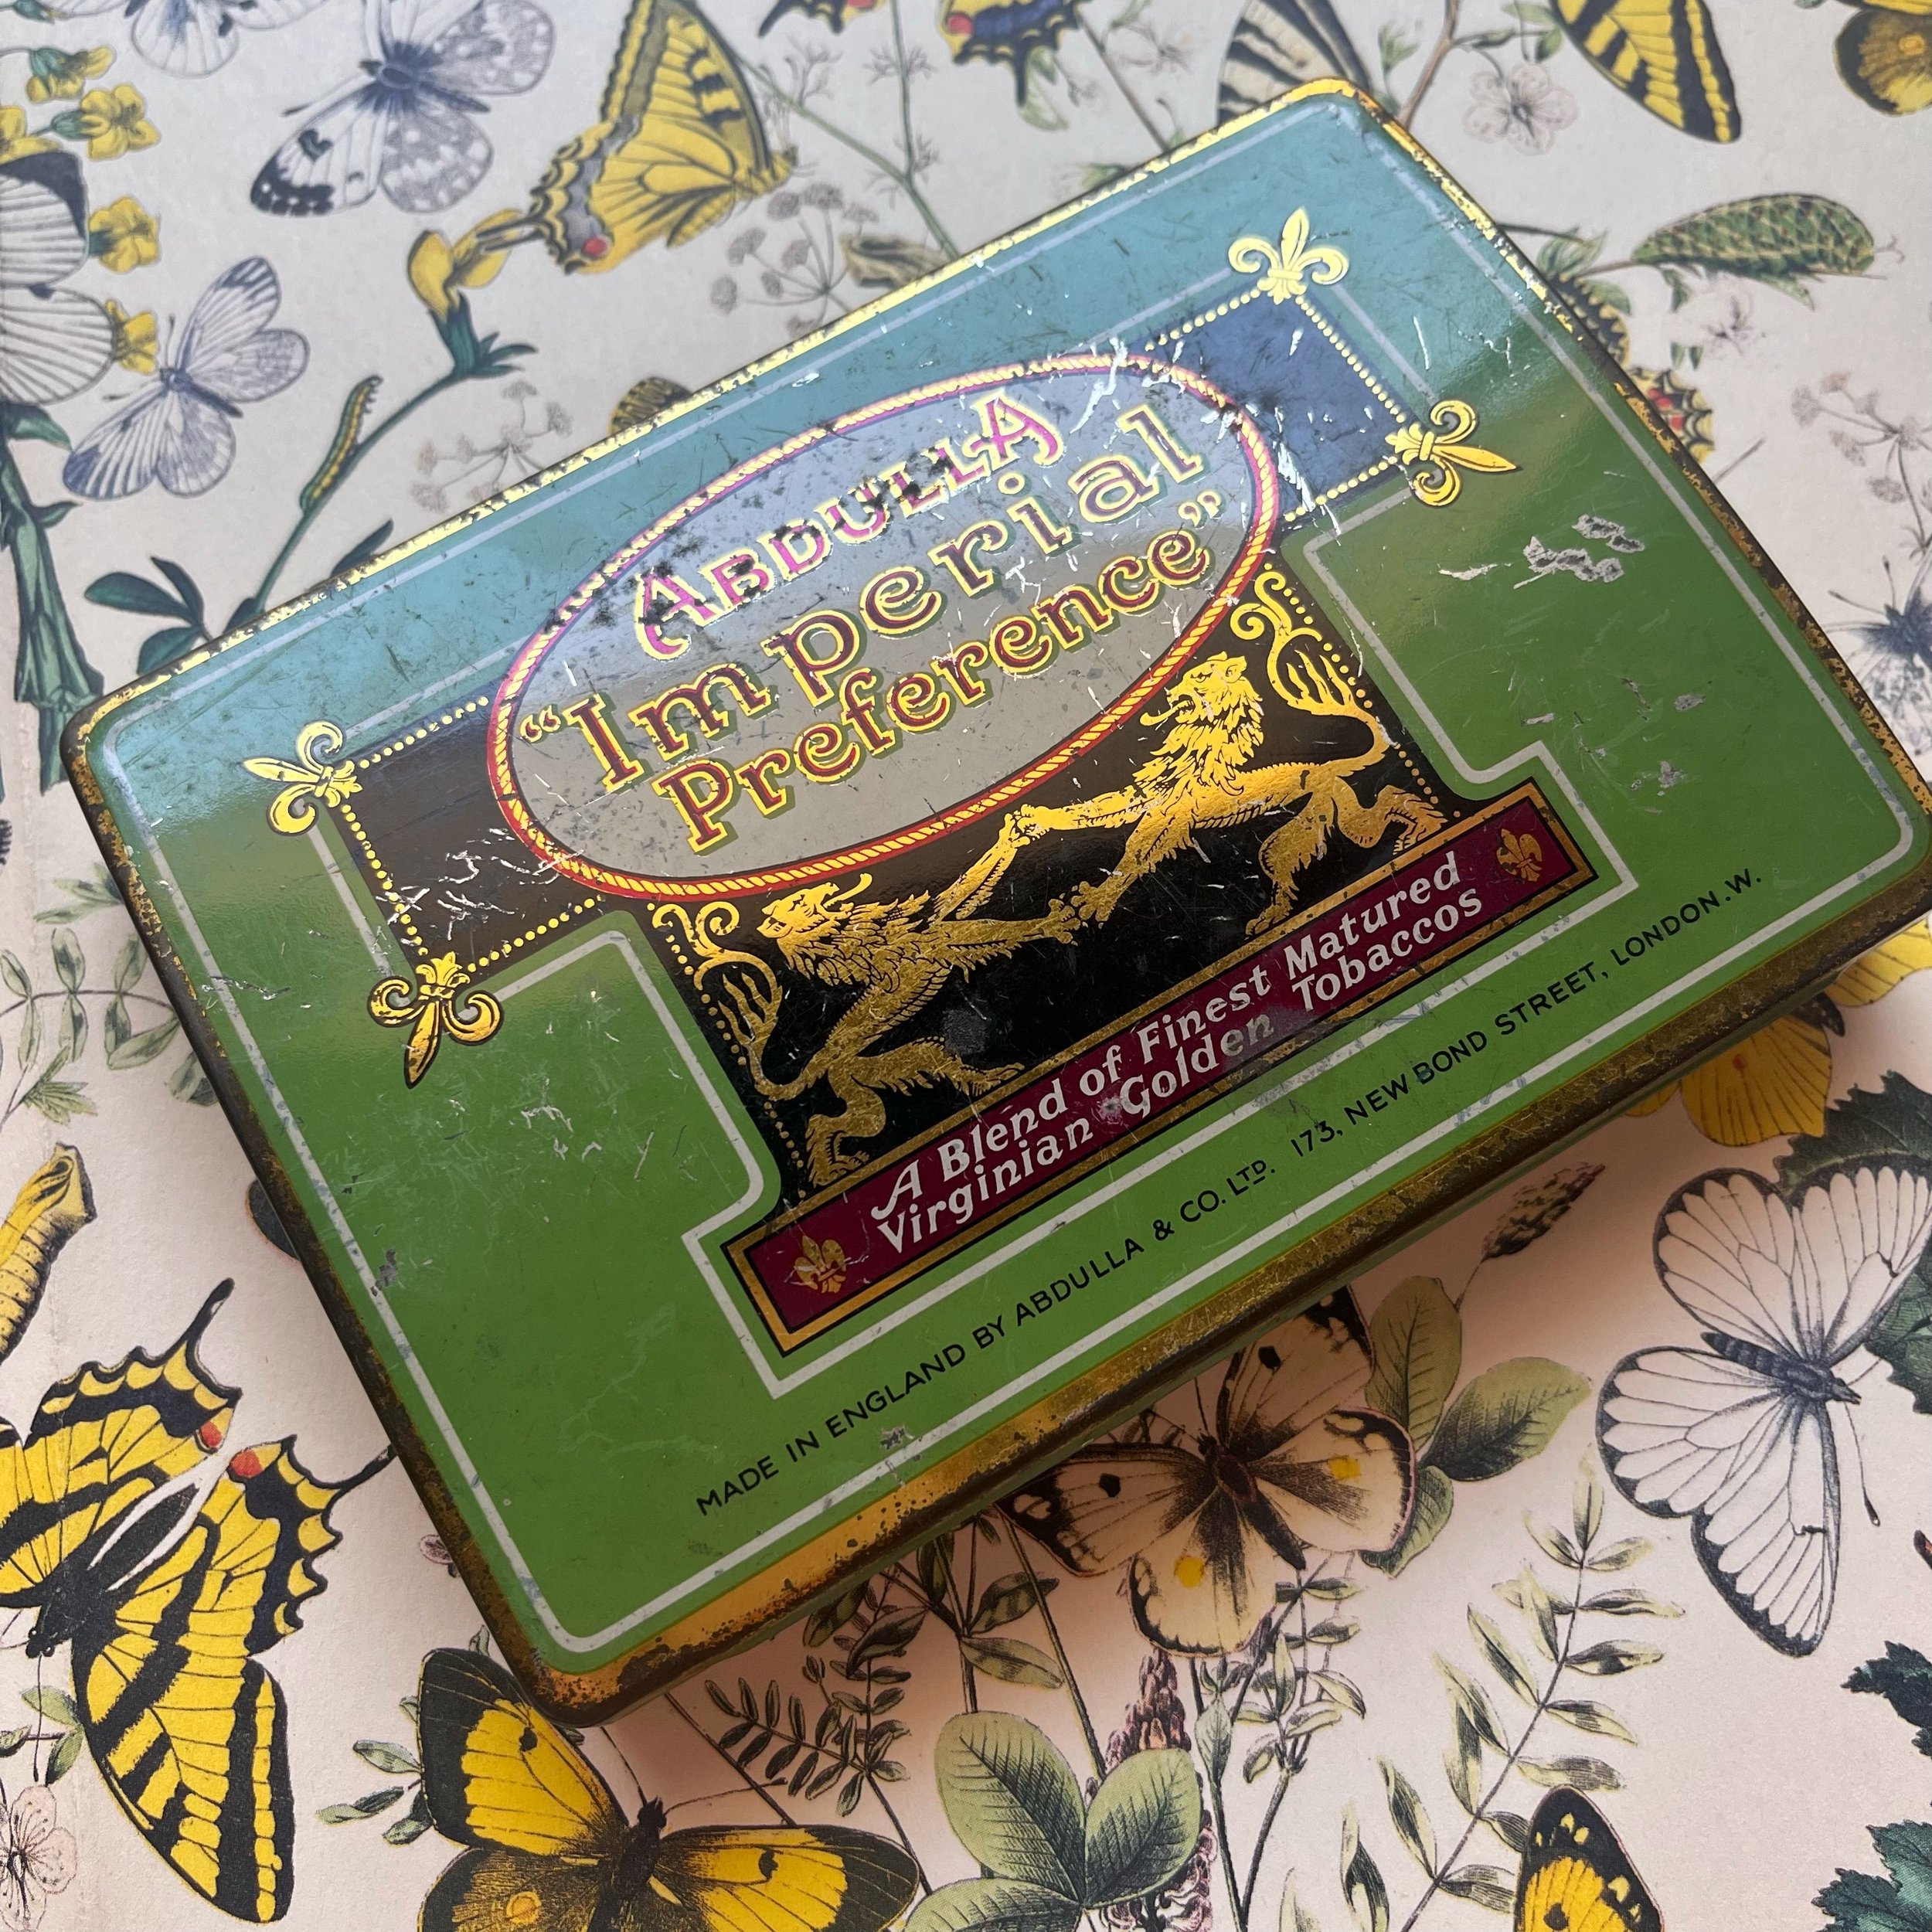 ABDULLA
"Imperial
Preference"
A Blend of Finest Matured
Virginian Golden Tobaccos
MADE IN ENGLAND BY ABDULLA & CO. LTD. 173, NEW BOND STREET, LONDON. W.